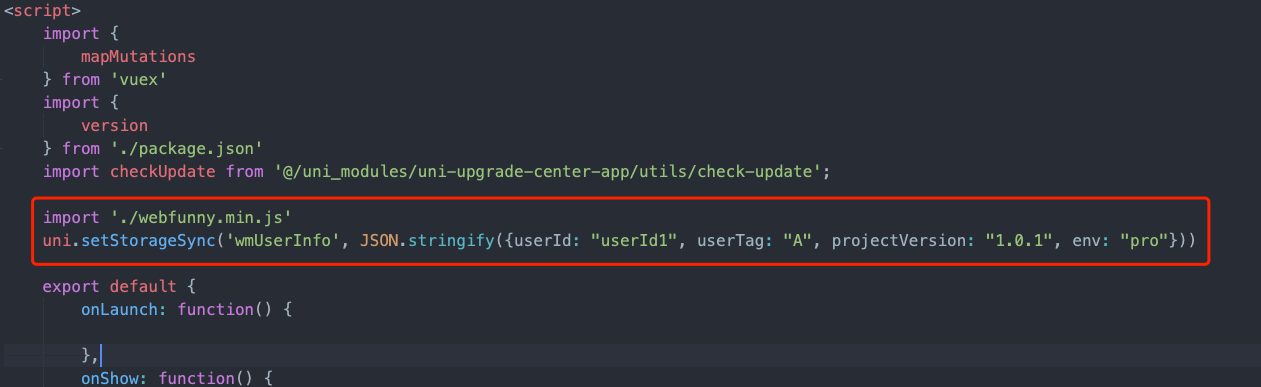 <script>
import {
mapMutations
} from 'vuex'
import {
version
} from './package.json'
import checkUpdate from '@/uni_modules/uni-upgrade-center-app/utils/check-update';
import './webfunny.min.js'
uni.setStorageSync('wmUserInfo', JSON.stringify({userId: "userId1", userTag: "A", projectVersion: "1.0.1", env: "pro"}))
export default {
onLaunch: function() {
},
onShow: function() {